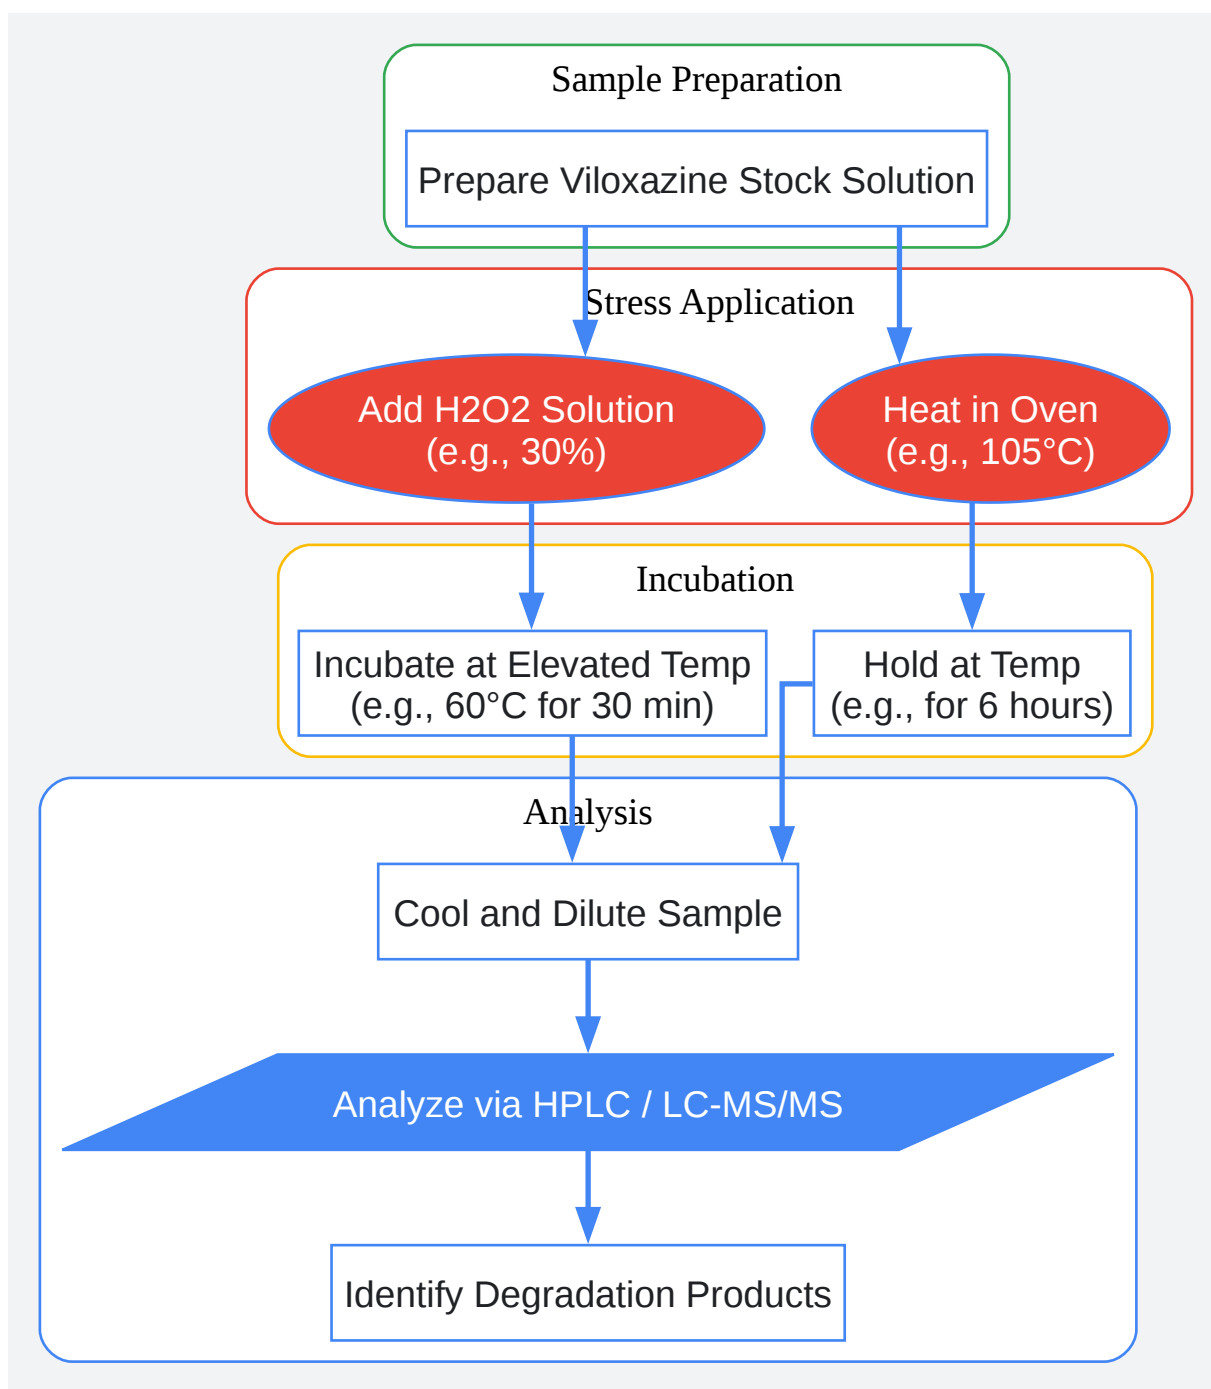 Sample Preparation
Prepare Viloxazine Stock Solution
Stress Application
Add H2O2 Solution
(e.g., 30%)
Heat in Oven
(e.g., 105°C)
Incubation
Incubate at Elevated Temp
(e.g., 60°C for 30 min)
Hold at Temp
(e.g., for 6 hours)
Analysis
Cool and Dilute Sample
Analyze via HPLC / LC-MS/MS
Identify Degradation Products